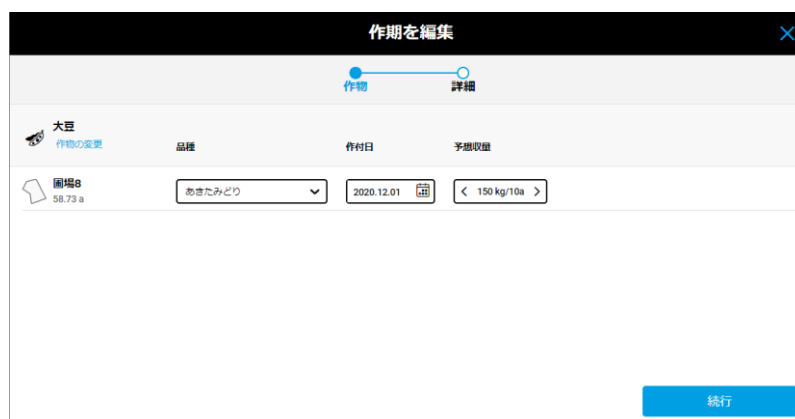 作期を編集
作物
詳細
大豆
作物の変更
品種
作付日
予想収量
圃場8
58.73 a
あきたみどり
2020.12.01
150 kg/10a
続行